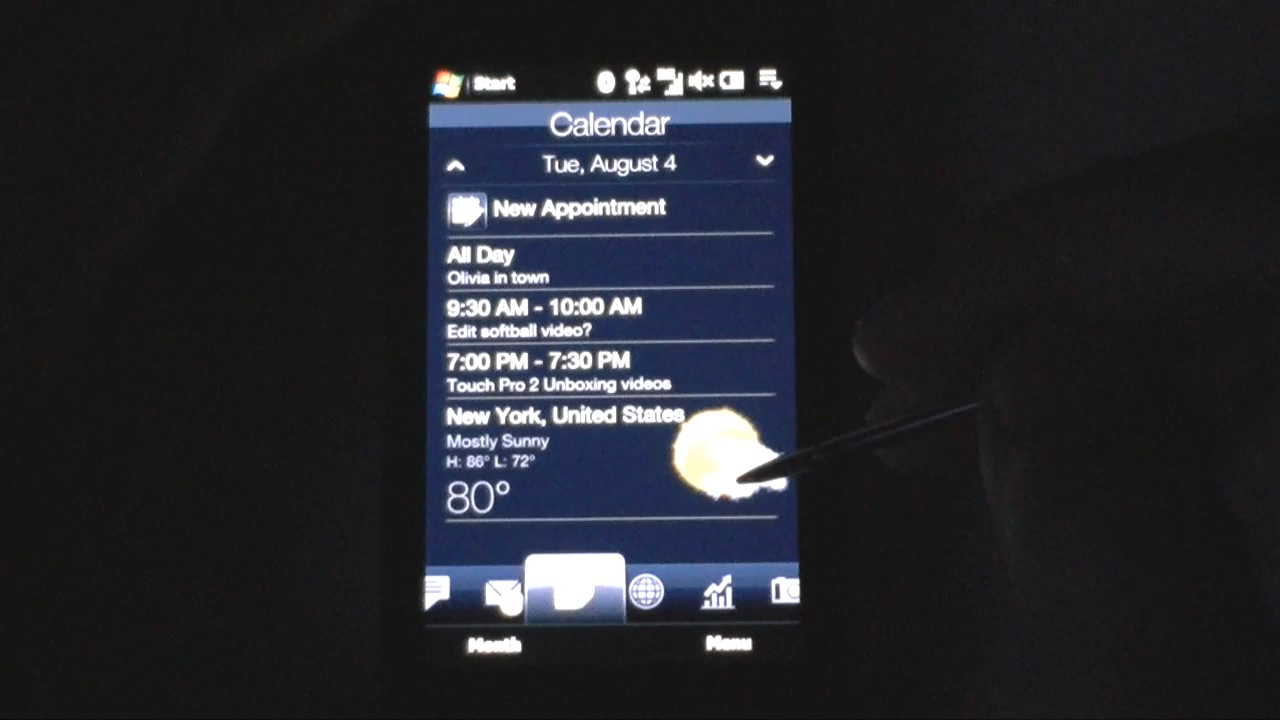 Start
Calendar
Tue, August 4
New Appointment
All Day
Olivia in town
9:30 AM - 10:00 AM
Edit softball video?
7:00 PM - 7:30 PM
Touch Pro 2 Unboxing videos
New York, United States
Mostly Sunny
H: 86° L: 72°
80°
Month
Menu